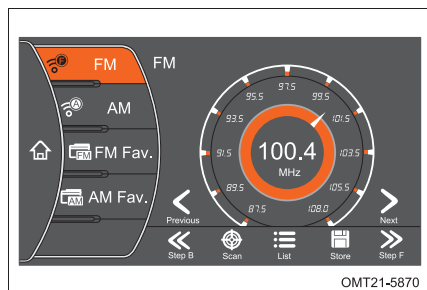 FM
FM
AM
FM Fav.
FM
AM Fav.
AM
97.5
95.5
99.5
93.5
101.5
91.5
103.5
89.5
105.5
87.5
108.0
100.4
MHz
Previous
Next
Step B
Scan
List
Store
Step F
OMT21-5870